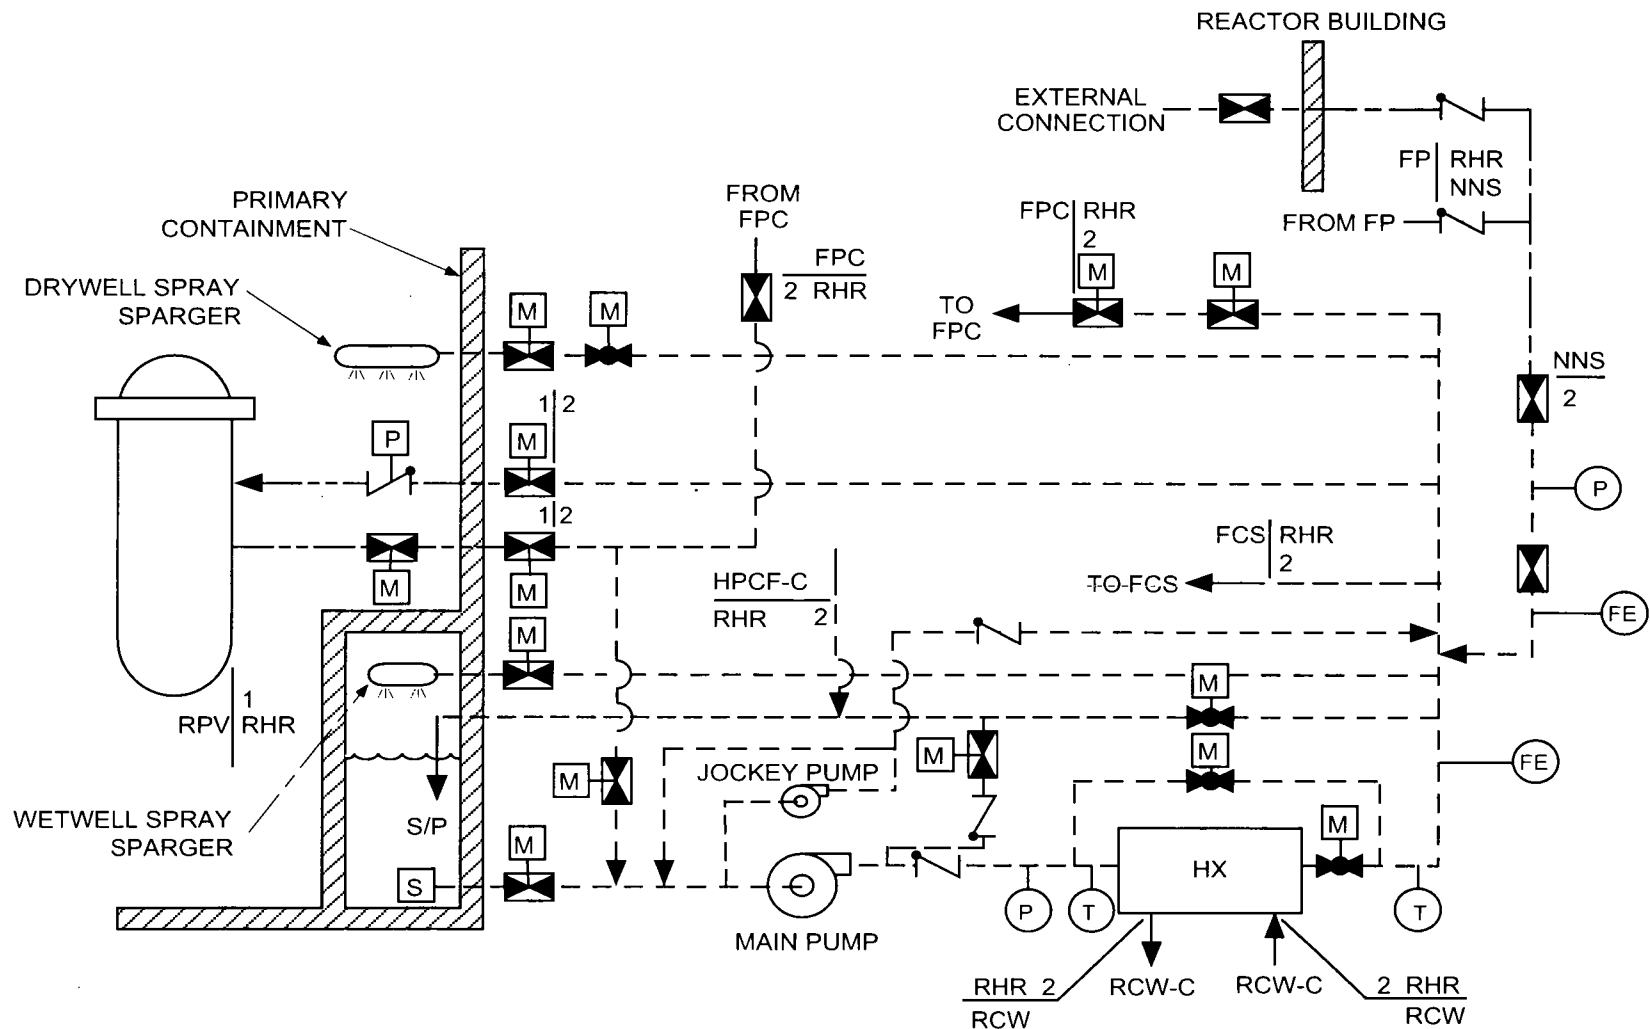 REACTOR BUILDING
EXTERNAL
CONNECTION
FP RHR
NNS
FROM FP
PRIMARY
CONTAINMENT
FROM
FPC
FPC RHR
2
M
M
FPC
2 RHR
TO
FPC
DRYWELL SPRAY
SPARGER
M
M
NNS
2
1 2
P
M
P
1 2
FCS RHR
2
TO FCS
HPCF-C
RHR 2
M
M
FE
M
M
1
RPV RHR
M
FE
M
M
JOCKEY PUMP
WETWELL SPRAY
SPARGER
S/P
M
M
HX
S
P
T
T
MAIN PUMP
RHR 2
RCW
RCW-C
RCW-C
2 RHR
RCW